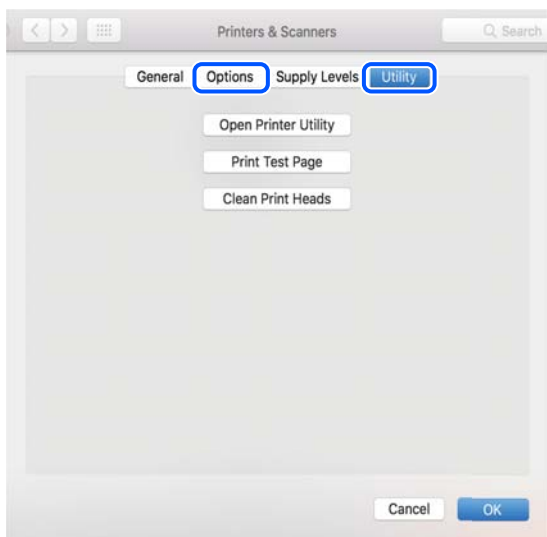 Printers & Scanners Search
General Options Supply Levels Utility
Open Printer Utility
Print Test Page
Clean Print Heads
Cancel OK